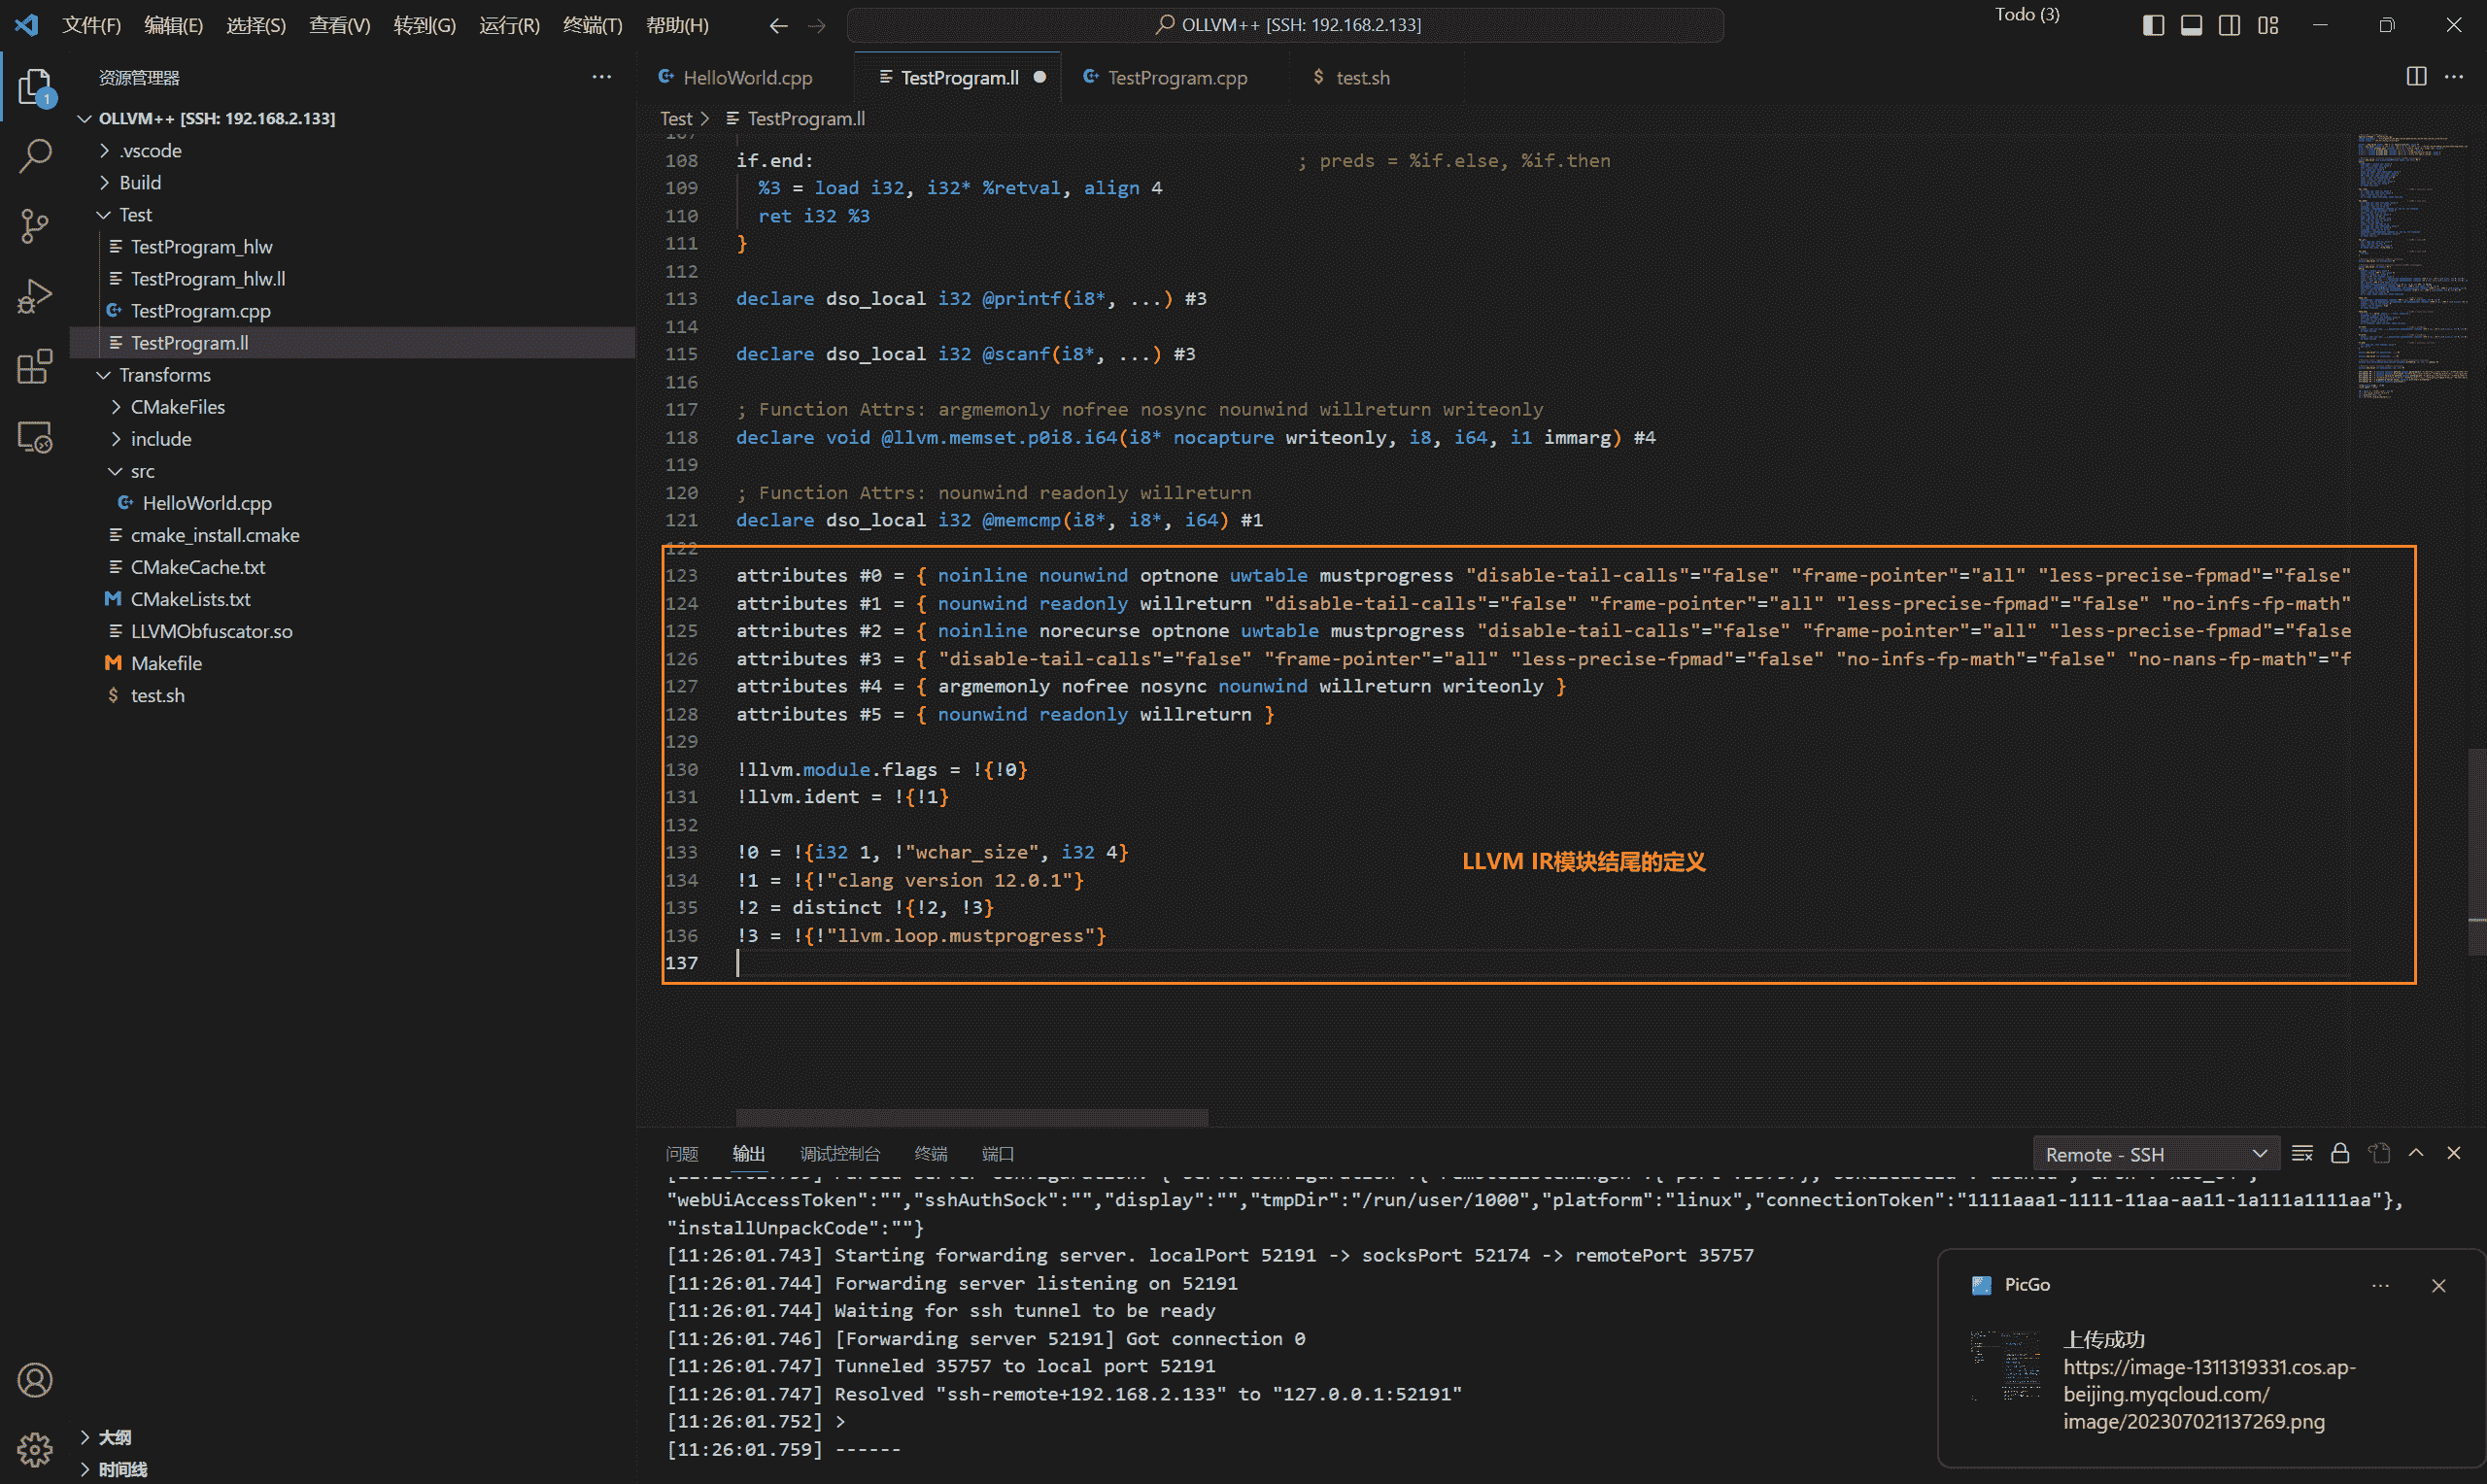 文件(F) 编辑(E) 选择(S) 查看(V) 转到(G) 运行(R) 终端(T) 帮助(H) OLLVM++ [SSH: 192.168.2.133] Todo (3)
资源管理器
1
OLLVM++ [SSH: 192.168.2.133]
.vscode
Build
Test
TestProgram_hlw
TestProgram_hlw.ll
TestProgram.cpp
TestProgram.ll
Transforms
CMakeFiles
include
src
HelloWorld.cpp
cmake_install.cmake
CMakeCache.txt
CMakeLists.txt
LLVMObfuscator.so
Makefile
test.sh
大纲
时间线
HelloWorld.cpp TestProgram.ll TestProgram.cpp $ test.sh
Test > TestProgram.ll
107
108 if.end: ; preds = %if.else, %if.then
109 %3 = load i32, i32* %retval, align 4
110 ret i32 %3
111 }
112
113 declare dso_local i32 @printf(i8*, ...) #3
114
115 declare dso_local i32 @scanf(i8*, ...) #3
116
117 ; Function Attrs: argmemonly nofree nosync nounwind willreturn writeonly
118 declare void @llvm.memset.p0i8.i64(i8* nocapture writeonly, i8, i64, i1 immarg) #4
119
120 ; Function Attrs: nounwind readonly willreturn
121 declare dso_local i32 @memcmp(i8*, i8*, i64) #1
122
123 attributes #0 = { noinline nounwind optnone uwtable mustprogress "disable-tail-calls"="false" "frame-pointer"="all" "less-precise-fpmad"="false"
124 attributes #1 = { nounwind readonly willreturn "disable-tail-calls"="false" "frame-pointer"="all" "less-precise-fpmad"="false" "no-infs-fp-math"
125 attributes #2 = { noinline norecurse optnone uwtable mustprogress "disable-tail-calls"="false" "frame-pointer"="all" "less-precise-fpmad"="false
126 attributes #3 = { "disable-tail-calls"="false" "frame-pointer"="all" "less-precise-fpmad"="false" "no-infs-fp-math"="false" "no-nans-fp-math"="f
127 attributes #4 = { argmemonly nofree nosync nounwind willreturn writeonly }
128 attributes #5 = { nounwind readonly willreturn }
129
130 !llvm.module.flags = !{!0}
131 !llvm.ident = !{!1}
132
133 !0 = !{i32 1, !"wchar_size", i32 4}
134 !1 = !{!"clang version 12.0.1"}
135 !2 = distinct !{!2, !3}
136 !3 = !{!"llvm.loop.mustprogress"}
137
LLVM IR模块结尾的定义
问题 输出 调试控制台 终端 端口 Remote - SSH
"webUiAccessToken":"","sshAuthSock":"","display":"","tmpDir":"/run/user/1000","platform":"linux","connectionToken":"1111aaa1-1111-11aa-aa11-1a111a1111aa"},
"installUnpackCode":""}
[11:26:01.743] Starting forwarding server. localPort 52191 -> socksPort 52174 -> remotePort 35757
[11:26:01.744] Forwarding server listening on 52191
[11:26:01.744] Waiting for ssh tunnel to be ready
[11:26:01.746] [Forwarding server 52191] Got connection 0
[11:26:01.747] Tunneled 35757 to local port 52191
[11:26:01.747] Resolved "ssh-remote+192.168.2.133" to "127.0.0.1:52191"
[11:26:01.752] >
[11:26:01.759] ------
PicGo
上传成功
https://image-1311319331.cos.ap-
beijing.myqcloud.com/
image/202307021137269.png